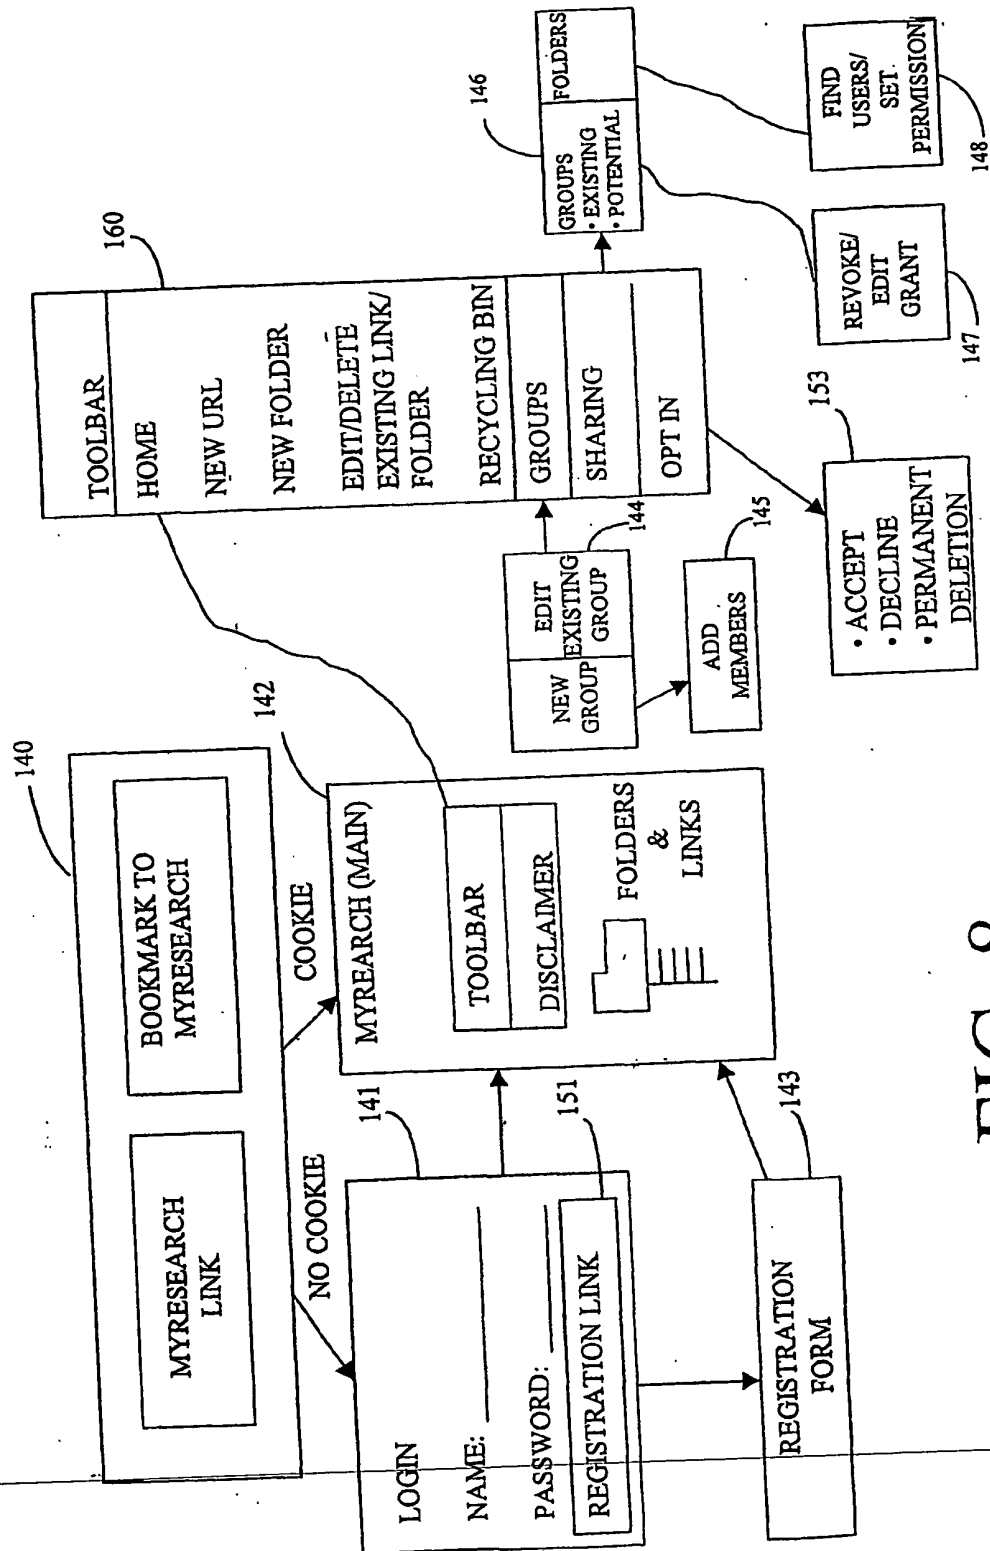 140
MYRESEARCH
LINK
BOOKMARK TO
MYRESEARCH
NO COOKIE
COOKIE
141
LOGIN
NAME:
PASSWORD:
REGISTRATION LINK
151
REGISTRATION
FORM
143
142
MYREARCH (MAIN)
TOOLBAR
DISCLAIMER
FOLDERS
&
LINKS
160
TOOLBAR
HOME
NEW URL
NEW FOLDER
EDIT/DELETE
EXISTING LINK/
FOLDER
RECYCLING BIN
GROUPS
SHARING
OPT IN
NEW
GROUP
EDIT
EXISTING
GROUP
144
ADD
MEMBERS
145
146
GROUPS
• EXISTING
• POTENTIAL
FOLDERS
REVOKE/
EDIT
GRANT
147
FIND
USERS/
SET
PERMISSION
148
153
• ACCEPT
• DECLINE
• PERMANENT
DELETION